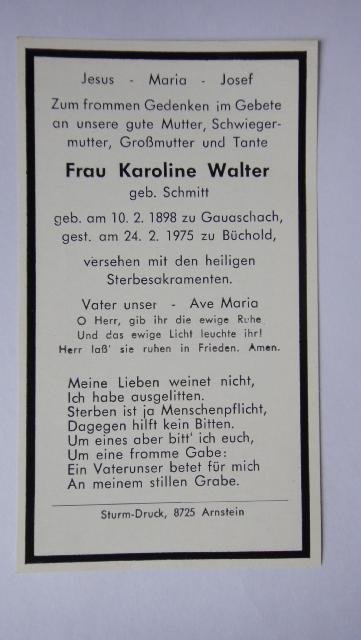 Jesus - Maria - Josef
Zum frommen Gedenken im Gebete
an unsere gute Mutter, Schwieger-
mutter, Großmutter und Tante
Frau Karoline Walter
geb. Schmitt
geb. am 10. 2. 1898 zu Gauaschach,
gest. am 24. 2. 1975 zu Büchold,
versehen mit den heiligen
Sterbesakramenten.
Vater unser - Ave Maria
O Herr, gib ihr die ewige Ruhe
Und das ewige Licht leuchte ihr!
Herr laß' sie ruhen in Frieden. Amen.
Meine Lieben weinet nicht,
Ich habe ausgelitten.
Sterben ist ja Menschenpflicht,
Dagegen hilft kein Bitten.
Um eines aber bitt' ich euch,
Um eine fromme Gabe:
Ein Vaterunser betet für mich
An meinem stillen Grabe.
Sturm-Druck, 8725 Arnstein